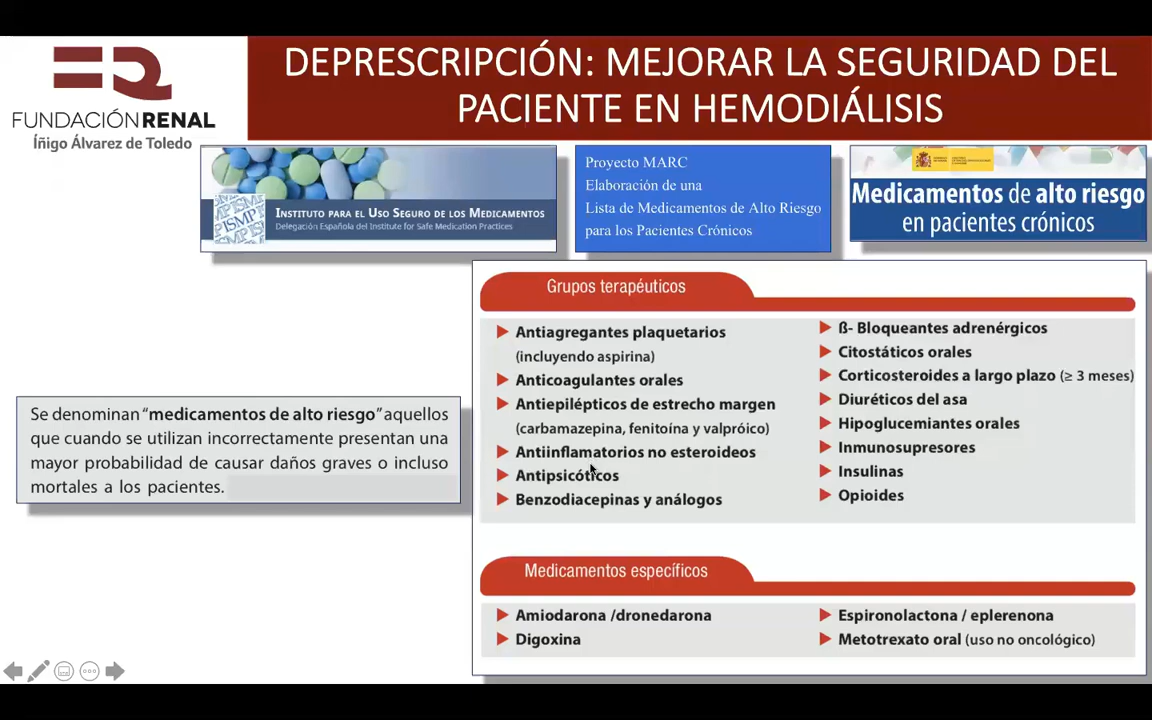 DEPRESCRIPCIÓN: MEJORAR LA SEGURIDAD DEL
PACIENTE EN HEMODIÁLISIS
FUNDACIÓNRENAL
Íñigo Álvarez de Toledo
ISMP
INSTITUTO PARA EL USO SEGURO DE LOS MEDICAMENTOS
Delegación Española del Institute for Safe Medication Practices
Proyecto MARC
Elaboración de una
Lista de Medicamentos de Alto Riesgo
para los Pacientes Crónicos
Medicamentos de alto riesgo
en pacientes crónicos
Se denominan “medicamentos de alto riesgo” aquellos
que cuando se utilizan incorrectamente presentan una
mayor probabilidad de causar daños graves o incluso
mortales a los pacientes.
Grupos terapéuticos
Antiagregantes plaquetarios
(incluyendo aspirina)
Anticoagulantes orales
Antiepilépticos de estrecho margen
(carbamazepina, fenitoína y valpróico)
Antiinflamatorios no esteroideos
Antipsicóticos
Benzodiacepinas y análogos
ß- Bloqueantes adrenérgicos
Citostáticos orales
Corticosteroides a largo plazo (≥ 3 meses)
Diuréticos del asa
Hipoglucemiantes orales
Inmunosupresores
Insulinas
Opioides
Medicamentos específicos
Amiodarona /dronedarona
Digoxina
Espironolactona / eplerenona
Metotrexato oral (uso no oncológico)